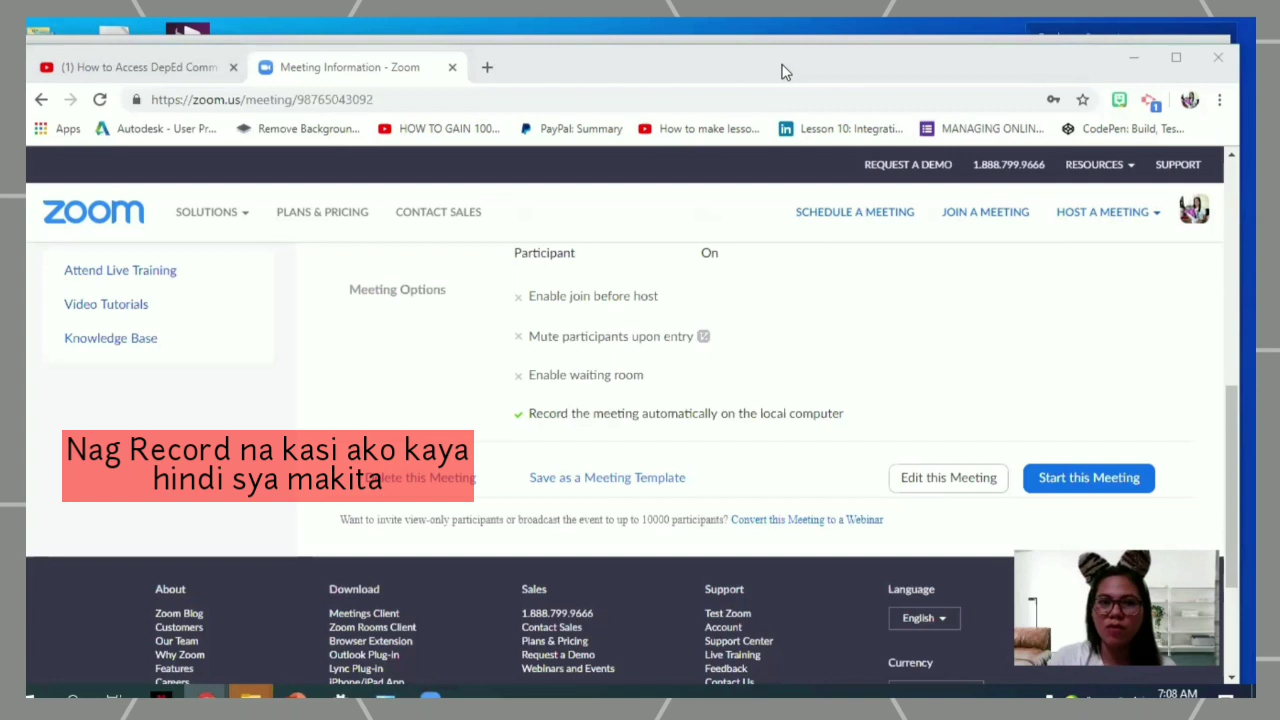 (1) How to Access DepEd Comm
Meeting Information - Zoom
https://zoom.us/meeting/98765043092
Apps
Autodesk - User Pr...
Remove Backgroun...
HOW TO GAIN 100...
PayPal: Summary
How to make lesso...
Lesson 10: Integrati...
MANAGING ONLIN...
CodePen: Build, Tes...
REQUEST A DEMO
1.888.799.9666
RESOURCES
SUPPORT
zoom
SOLUTIONS
PLANS & PRICING
CONTACT SALES
SCHEDULE A MEETING
JOIN A MEETING
HOST A MEETING
Attend Live Training
Video Tutorials
Knowledge Base
Participant
On
Meeting Options
Enable join before host
Mute participants upon entry
Enable waiting room
Record the meeting automatically on the local computer
Nag Record na kasi ako kaya
hindi sya makita
Delete this Meeting
Save as a Meeting Template
Edit this Meeting
Start this Meeting
Want to invite view-only participants or broadcast the event to up to 10000 participants? Convert this Meeting to a Webinar
About
Zoom Blog
Customers
Our Team
Why Zoom
Features
Careers
Download
Meetings Client
Zoom Rooms Client
Browser Extension
Outlook Plug-in
Lync Plug-in
iPhone/iPad App
Sales
1.888.799.9666
Contact Sales
Plans & Pricing
Request a Demo
Webinars and Events
Support
Test Zoom
Account
Support Center
Live Training
Feedback
Contact Us
Language
English
Currency
7:08 AM